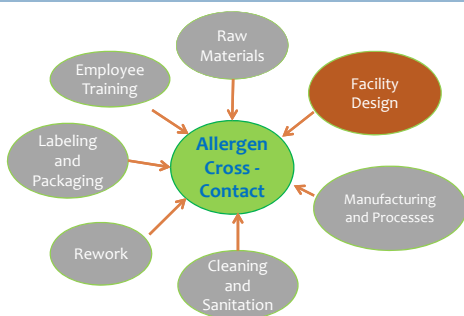 Raw
Materials
Employee
Training
Facility
Design
Labeling
and
Packaging
Allergen
Cross -
Contact
Manufacturing
and Processes
Rework
Cleaning
and
Sanitation